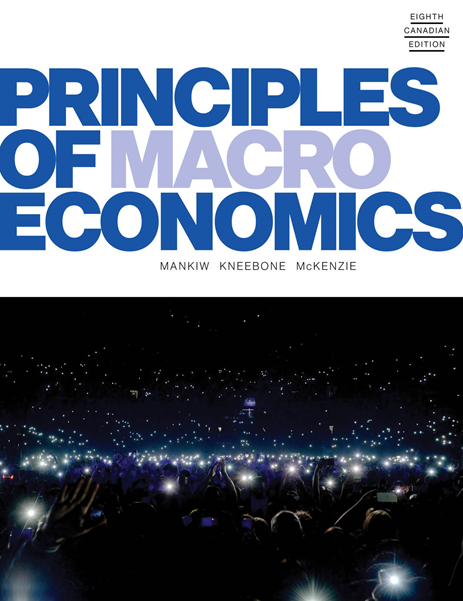 EIGHTH
CANADIAN
EDITION
PRINCIPLES
OF MACRO
ECONOMICS
MANKIW KNEEBONE McKENZIE